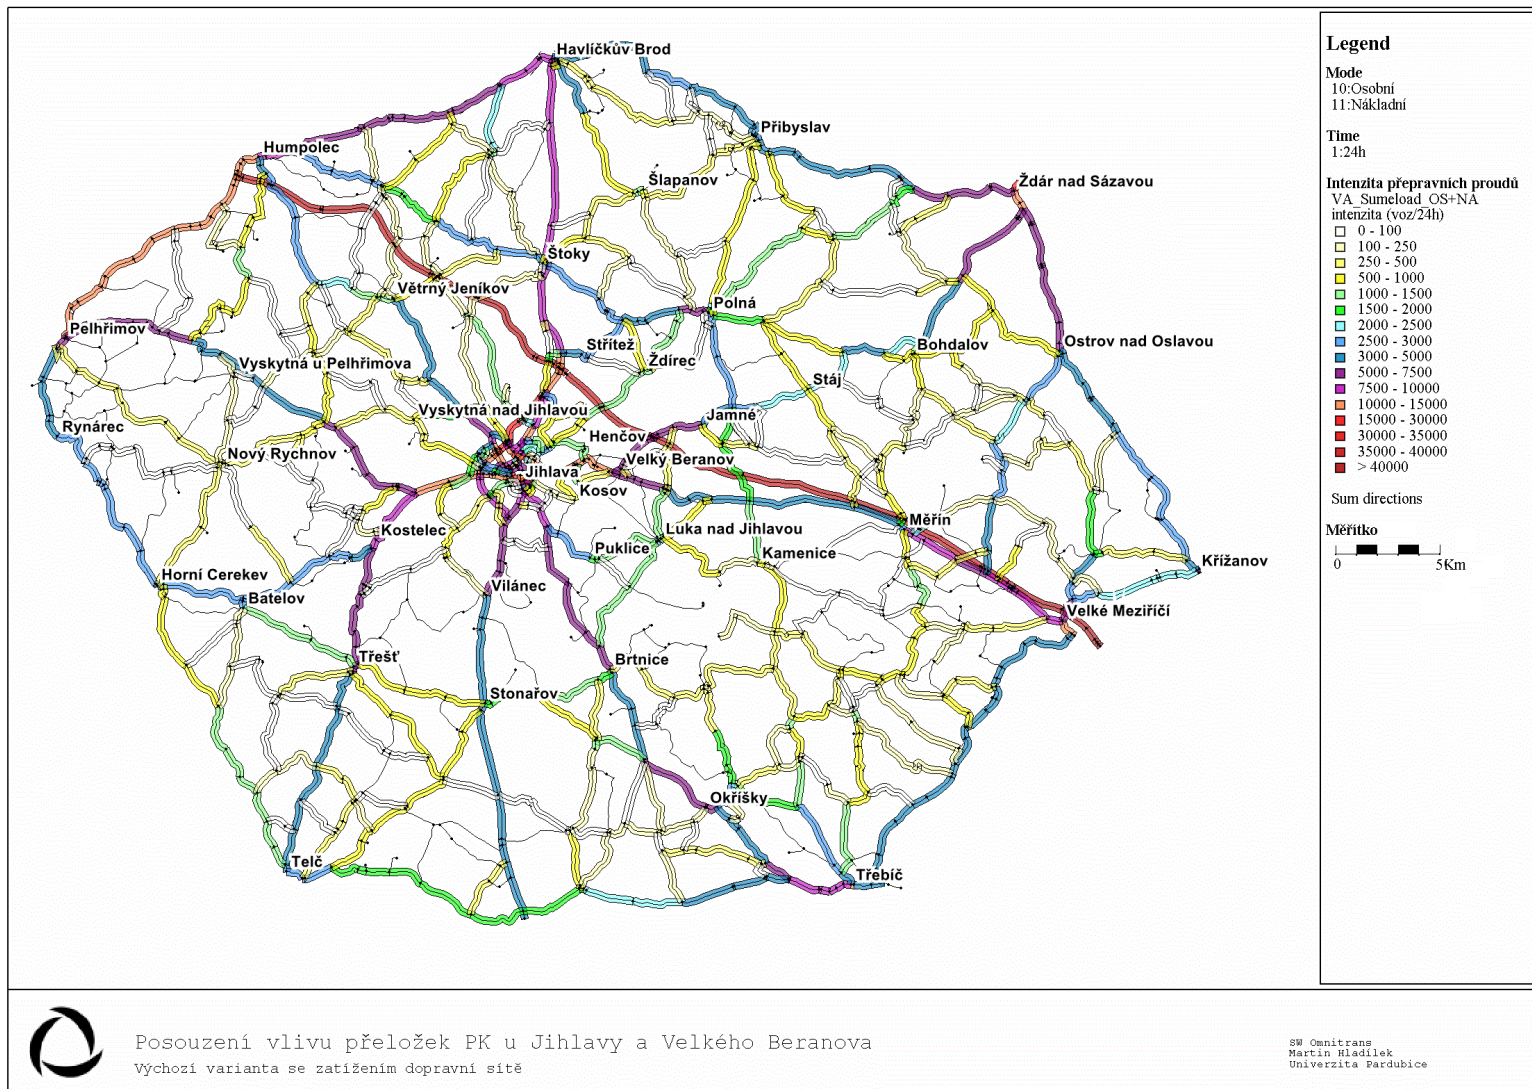 Havlíčkův Brod
Přibyslav
Humpolec
Šlapanov
Ždár nad Sázavou
Štoky
Větrný Jeníkov
Polná
Pelhřimov
Střítež
Ostrov nad Oslavou
Bohdalov
Vyskytná u Pelhřimova
Ždírec
Stáj
Vyskytná nad Jihlavou
Jamné
Rynárec
Henčov
Nový Rychnov
Velký Beranov
Jihlava
Kosov
Měřín
Kostelec
Luka nad Jihlavou
Puklice
Kamenice
Křížanov
Horní Cerekev
Vilánec
Batelov
Velké Meziříčí
Třešť
Brtnice
Stonařov
Okříšky
Telč
Třebíč
Legend
Mode
10:Osobní
11:Nákladní
Time
1:24h
Intenzita přepravních proudů
VA_Sumeload_OS+NA
intenzita (voz/24h)
0 - 100
100 - 250
250 - 500
500 - 1000
1000 - 1500
1500 - 2000
2000 - 2500
2500 - 3000
3000 - 5000
5000 - 7500
7500 - 10000
10000 - 15000
15000 - 30000
30000 - 35000
35000 - 40000
> 40000
Sum directions
Měřítko
0 5Km
Posouzení vlivu přeložek PK u Jihlavy a Velkého Beranova
Výchozí varianta se zatížením dopravní sítě
SW Omnitrans
Martin Hladílek
Univerzita Pardubice